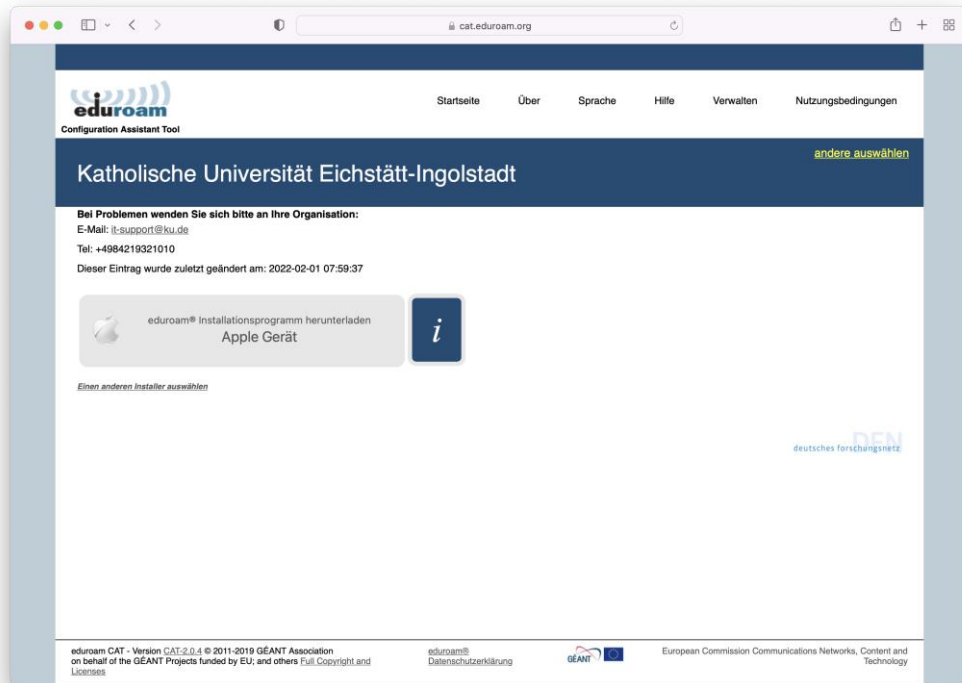 cat.eduroam.org
eduroam
Configuration Assistant Tool
Startseite
Über
Sprache
Hilfe
Verwalten
Nutzungsbedingungen
andere auswählen
Katholische Universität Eichstätt-Ingolstadt
Bei Problemen wenden Sie sich bitte an Ihre Organisation:
E-Mail: it-support@ku.de
Tel: +4984219321010
Dieser Eintrag wurde zuletzt geändert am: 2022-02-01 07:59:37
eduroam® Installationsprogramm herunterladen
Apple Gerät
i
Einen anderen Installer auswählen
DFN
deutsches forschungsnetz
eduroam CAT - Version CAT-2.0.4 © 2011-2019 GÉANT Association
on behalf of the GÉANT Projects funded by EU; and others Full Copyright and
Licenses
eduroam®
Datenschutzerklärung
GÉANT
European Commission Communications Networks, Content and
Technology